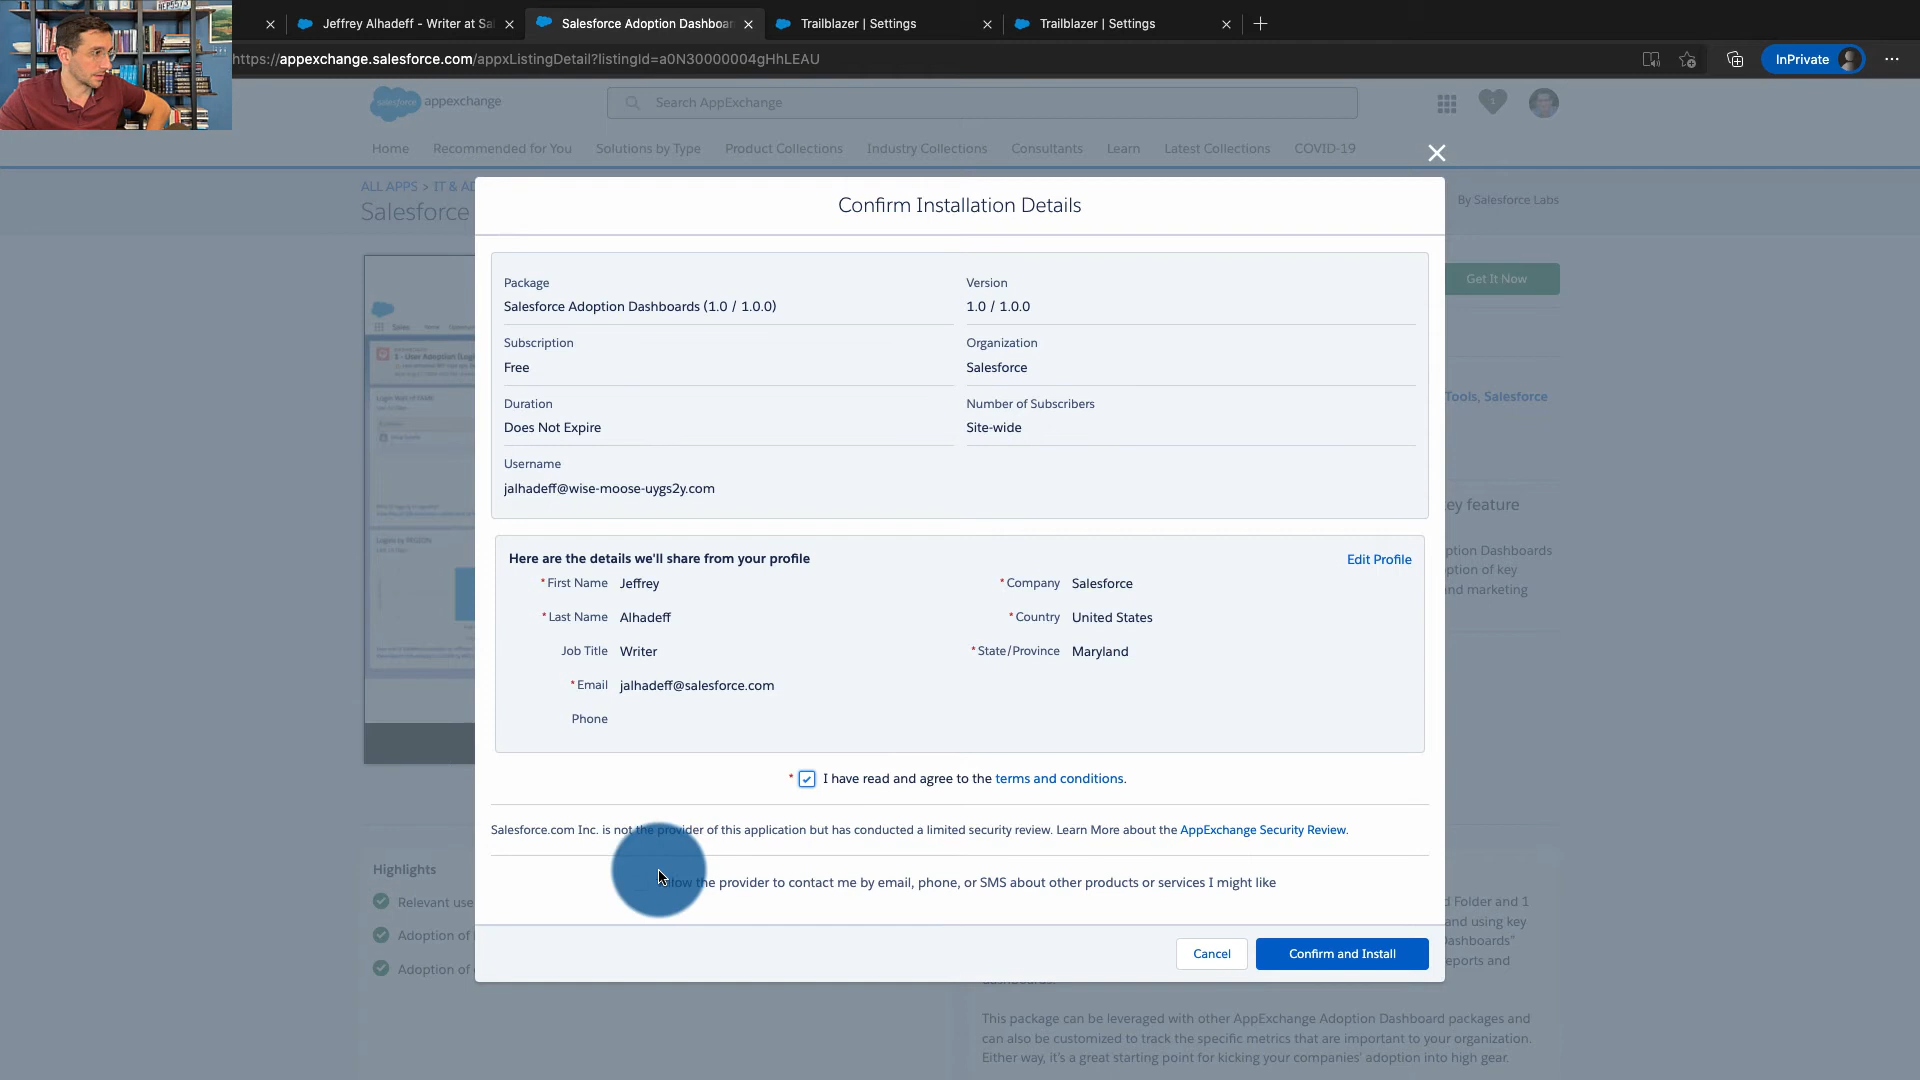 Jeffrey Alhadeff - Writer at Sa
Salesforce Adoption Dashboar
Trailblazer | Settings
Trailblazer | Settings
https://appexchange.salesforce.com/appxListingDetail?listingId=a0N30000004gHhLEAU
InPrivate
salesforce appexchange
Search AppExchange
1
Home Recommended for You Solutions by Type Product Collections Industry Collections Consultants Learn Latest Collections COVID-19
ALL APPS > IT & AD
Salesforce
By Salesforce Labs
Get It Now
Confirm Installation Details
Package
Salesforce Adoption Dashboards (1.0 / 1.0.0)
Version
1.0 / 1.0.0
Subscription
Free
Organization
Salesforce
Duration
Does Not Expire
Number of Subscribers
Site-wide
Username
jalhadeff@wise-moose-uygs2y.com
Tools, Salesforce
Here are the details we'll share from your profile
Edit Profile
* First Name Jeffrey
* Company Salesforce
* Last Name Alhadeff
* Country United States
Job Title Writer
* State/Province Maryland
* Email jalhadeff@salesforce.com
Phone
ey feature
ption Dashboards
ption of key
nd marketing
* I have read and agree to the terms and conditions.
Salesforce.com Inc. is not the provider of this application but has conducted a limited security review. Learn More about the AppExchange Security Review.
the provider to contact me by email, phone, or SMS about other products or services I might like
Cancel
Confirm and Install
Highlights
Relevant use
Adoption of
Adoption of
d Folder and 1
and using key
Dashboards"
eports and
This package can be leveraged with other AppExchange Adoption Dashboard packages and
can also be customized to track the specific metrics that are important to your organization.
Either way, it's a great starting point for kicking your companies' adoption into high gear.